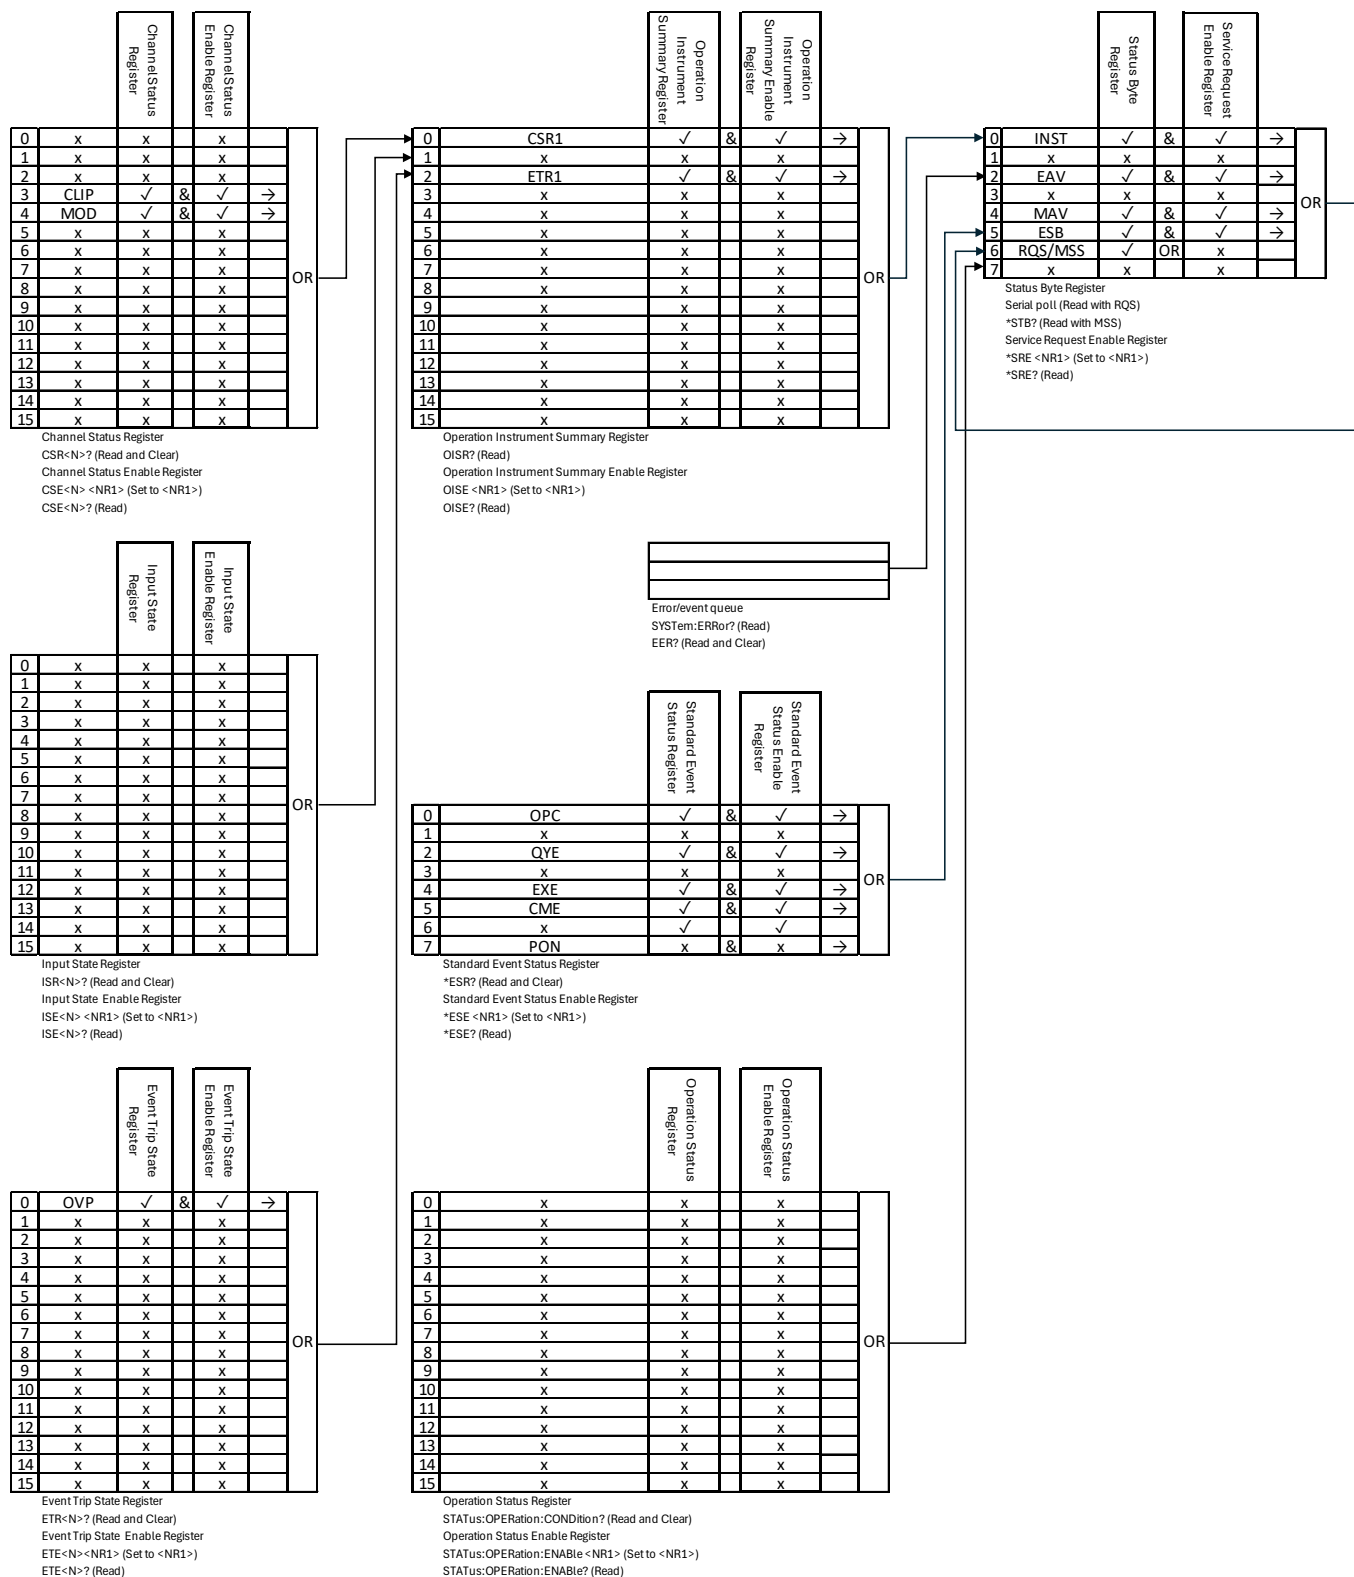 Channel Status
Register
Channel Status
Enable Register
0 x x x
1 x x x
2 x x x
3 CLIP ✓ & ✓ →
4 MOD ✓ & ✓ →
5 x x x
6 x x x
7 x x x
8 x x x
9 x x x
10 x x x
11 x x x
12 x x x
13 x x x
14 x x x
15 x x x
OR
Channel Status Register
CSR<N>? (Read and Clear)
Channel Status Enable Register
CSE<N> <NR1> (Set to <NR1>)
CSE<N>? (Read)
Operation
Instrument
Summary Register
Operation
Instrument
Summary Enable
Register
0 CSR1 ✓ & ✓ →
1 x x x
2 ETR1 ✓ & ✓ →
3 x x x
4 x x x
5 x x x
6 x x x
7 x x x
8 x x x
9 x x x
10 x x x
11 x x x
12 x x x
13 x x x
14 x x x
15 x x x
OR
Operation Instrument Summary Register
OISR? (Read)
Operation Instrument Summary Enable Register
OISE <NR1> (Set to <NR1>)
OISE? (Read)
Status Byte
Register
Service Request
Enable Register
0 INST ✓ & ✓ →
1 x x x
2 EAV ✓ & ✓ →
3 x x x
4 MAV ✓ & ✓ →
5 ESB ✓ & ✓ →
6 RQS/MSS ✓ OR x
7 x x x
OR
Status Byte Register
Serial poll (Read with RQS)
*STB? (Read with MSS)
Service Request Enable Register
*SRE <NR1> (Set to <NR1>)
*SRE? (Read)
Input State
Register
Input State
Enable Register
0 x x x
1 x x x
2 x x x
3 x x x
4 x x x
5 x x x
6 x x x
7 x x x
8 x x x
9 x x x
10 x x x
11 x x x
12 x x x
13 x x x
14 x x x
15 x x x
OR
Input State Register
ISR<N>? (Read and Clear)
Input State Enable Register
ISE<N> <NR1> (Set to <NR1>)
ISE<N>? (Read)
Error/event queue
SYSTem:ERRor? (Read)
EER? (Read and Clear)
Standard Event
Status Register
Standard Event
Status Enable
Register
0 OPC ✓ & ✓ →
1 x x x
2 QYE ✓ & ✓ →
3 x x x
4 EXE ✓ & ✓ →
5 CME ✓ & ✓ →
6 x ✓ ✓
7 PON x & x →
OR
Standard Event Status Register
*ESR? (Read and Clear)
Standard Event Status Enable Register
*ESE <NR1> (Set to <NR1>)
*ESE? (Read)
Event Trip State
Register
Event Trip State
Enable Register
0 OVP ✓ & ✓ →
1 x x x
2 x x x
3 x x x
4 x x x
5 x x x
6 x x x
7 x x x
8 x x x
9 x x x
10 x x x
11 x x x
12 x x x
13 x x x
14 x x x
15 x x x
OR
Event Trip State Register
ETR<N>? (Read and Clear)
Event Trip State Enable Register
ETE<N><NR1> (Set to <NR1>)
ETE<N>? (Read)
Operation Status
Register
Operation Status
Enable Register
0 x x x
1 x x x
2 x x x
3 x x x
4 x x x
5 x x x
6 x x x
7 x x x
8 x x x
9 x x x
10 x x x
11 x x x
12 x x x
13 x x x
14 x x x
15 x x x
OR
Operation Status Register
STATus:OPERation:CONDition? (Read and Clear)
Operation Status Enable Register
STATus:OPERation:ENABle <NR1> (Set to <NR1>)
STATus:OPERation:ENABle? (Read)